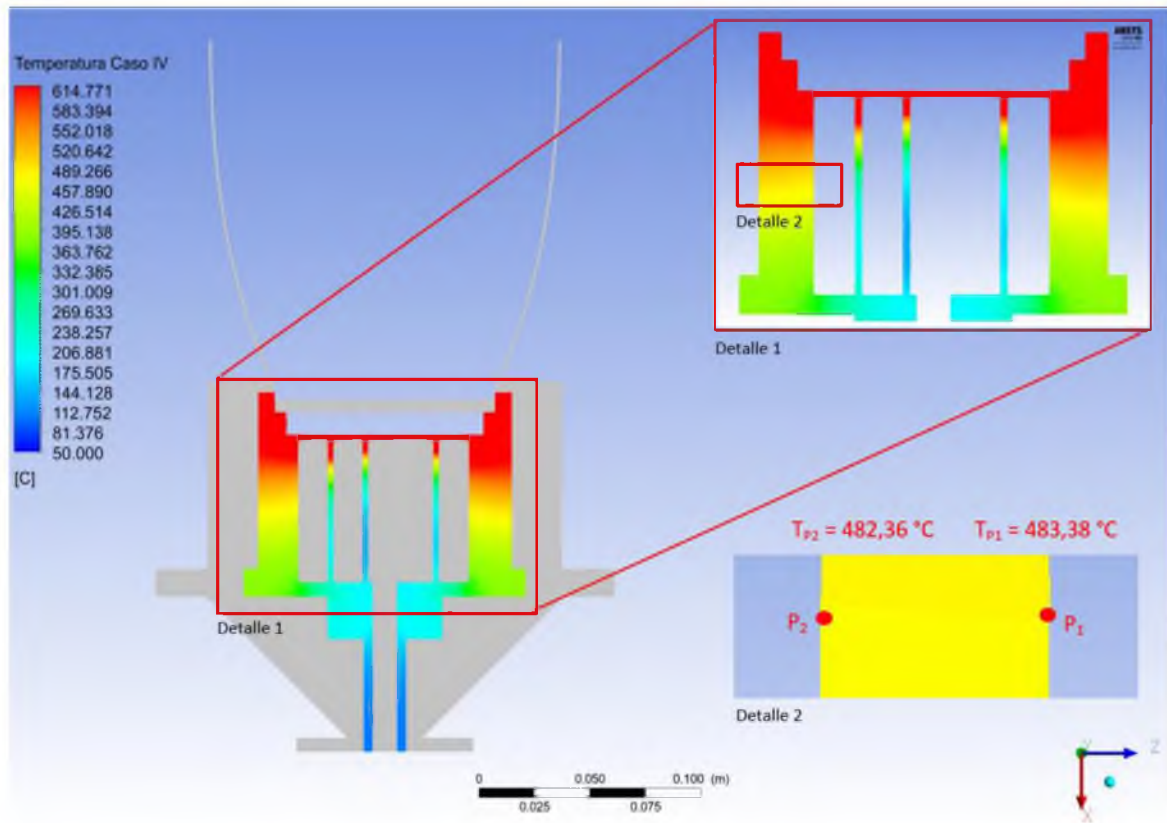 Temperatura Caso IV
614.771
583.394
552.018
520.642
489.266
457.890
426.514
395.138
363.762
332.385
301.009
269.633
238.257
206.881
175.505
144.128
112.752
81.376
50.000
[C]
ANSYS
Detalle 2
Detalle 1
Detalle 1
T_P2 = 482,36 °C T_P1 = 483,38 °C
P2 P1
Detalle 2
0 0.050 0.100 (m)
0.025 0.075
Y Z
X